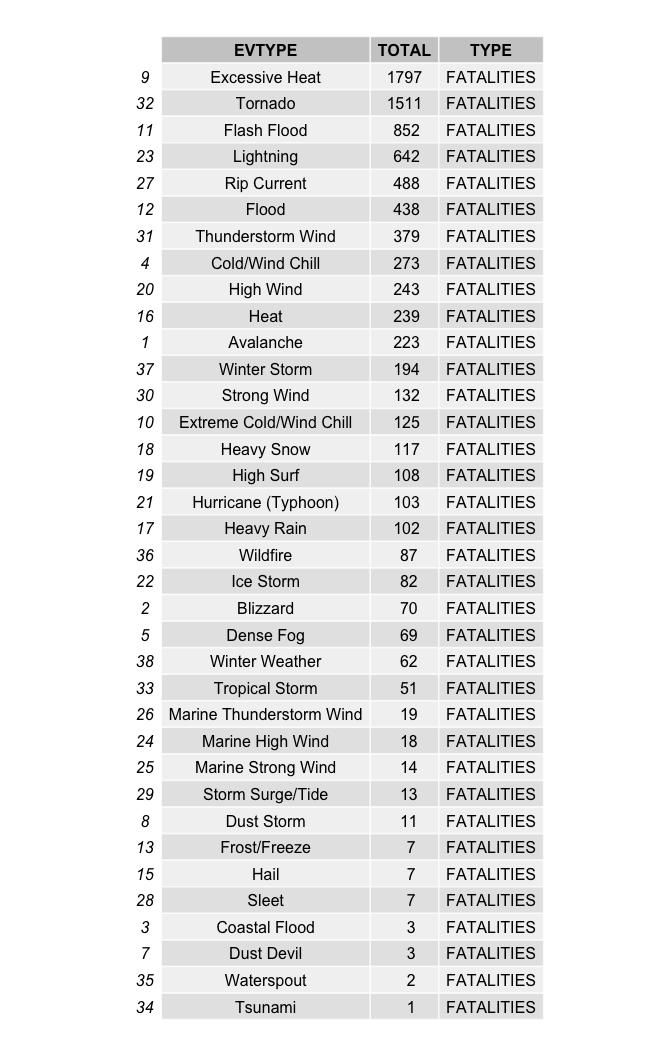 EVTYPE TOTAL TYPE
9 Excessive Heat 1797 FATALITIES
32 Tornado 1511 FATALITIES
11 Flash Flood 852 FATALITIES
23 Lightning 642 FATALITIES
27 Rip Current 488 FATALITIES
12 Flood 438 FATALITIES
31 Thunderstorm Wind 379 FATALITIES
4 Cold/Wind Chill 273 FATALITIES
20 High Wind 243 FATALITIES
16 Heat 239 FATALITIES
1 Avalanche 223 FATALITIES
37 Winter Storm 194 FATALITIES
30 Strong Wind 132 FATALITIES
10 Extreme Cold/Wind Chill 125 FATALITIES
18 Heavy Snow 117 FATALITIES
19 High Surf 108 FATALITIES
21 Hurricane (Typhoon) 103 FATALITIES
17 Heavy Rain 102 FATALITIES
36 Wildfire 87 FATALITIES
22 Ice Storm 82 FATALITIES
2 Blizzard 70 FATALITIES
5 Dense Fog 69 FATALITIES
38 Winter Weather 62 FATALITIES
33 Tropical Storm 51 FATALITIES
26 Marine Thunderstorm Wind 19 FATALITIES
24 Marine High Wind 18 FATALITIES
25 Marine Strong Wind 14 FATALITIES
29 Storm Surge/Tide 13 FATALITIES
8 Dust Storm 11 FATALITIES
13 Frost/Freeze 7 FATALITIES
15 Hail 7 FATALITIES
28 Sleet 7 FATALITIES
3 Coastal Flood 3 FATALITIES
7 Dust Devil 3 FATALITIES
35 Waterspout 2 FATALITIES
34 Tsunami 1 FATALITIES